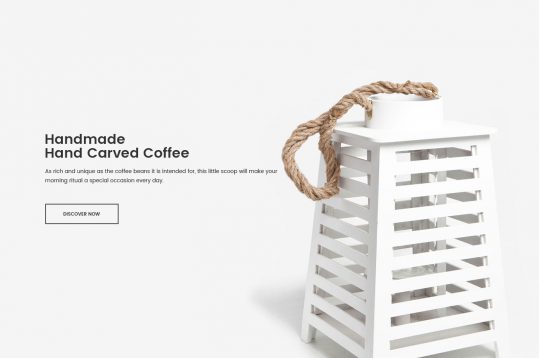 Handmade
Hand Carved Coffee
As rich and unique as the coffee beans it is intended for, this little scoop will make your
morning ritual a special occasion every day.
DISCOVER NOW